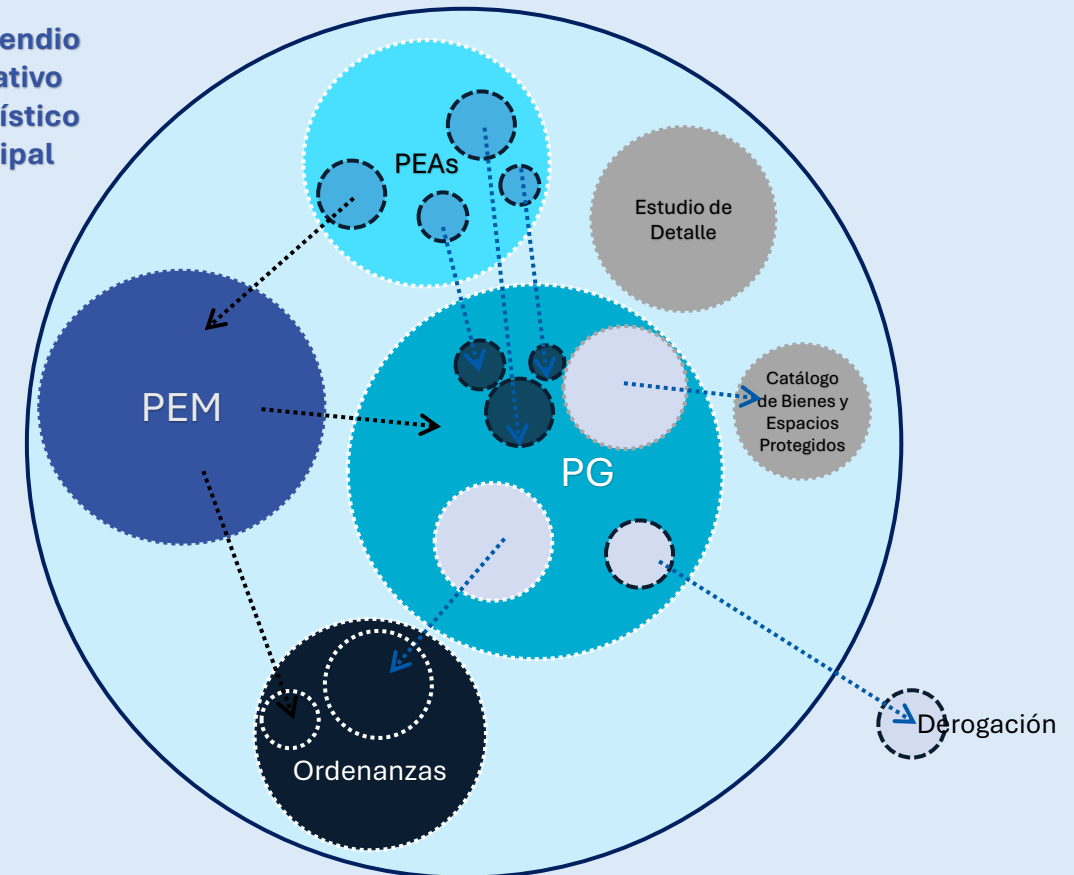 endio
ativo
ístico
ipal
PEAs
Estudio de
Detalle
PEM
Catálogo
de Bienes y
Espacios
Protegidos
PG
Derogación
Ordenanzas